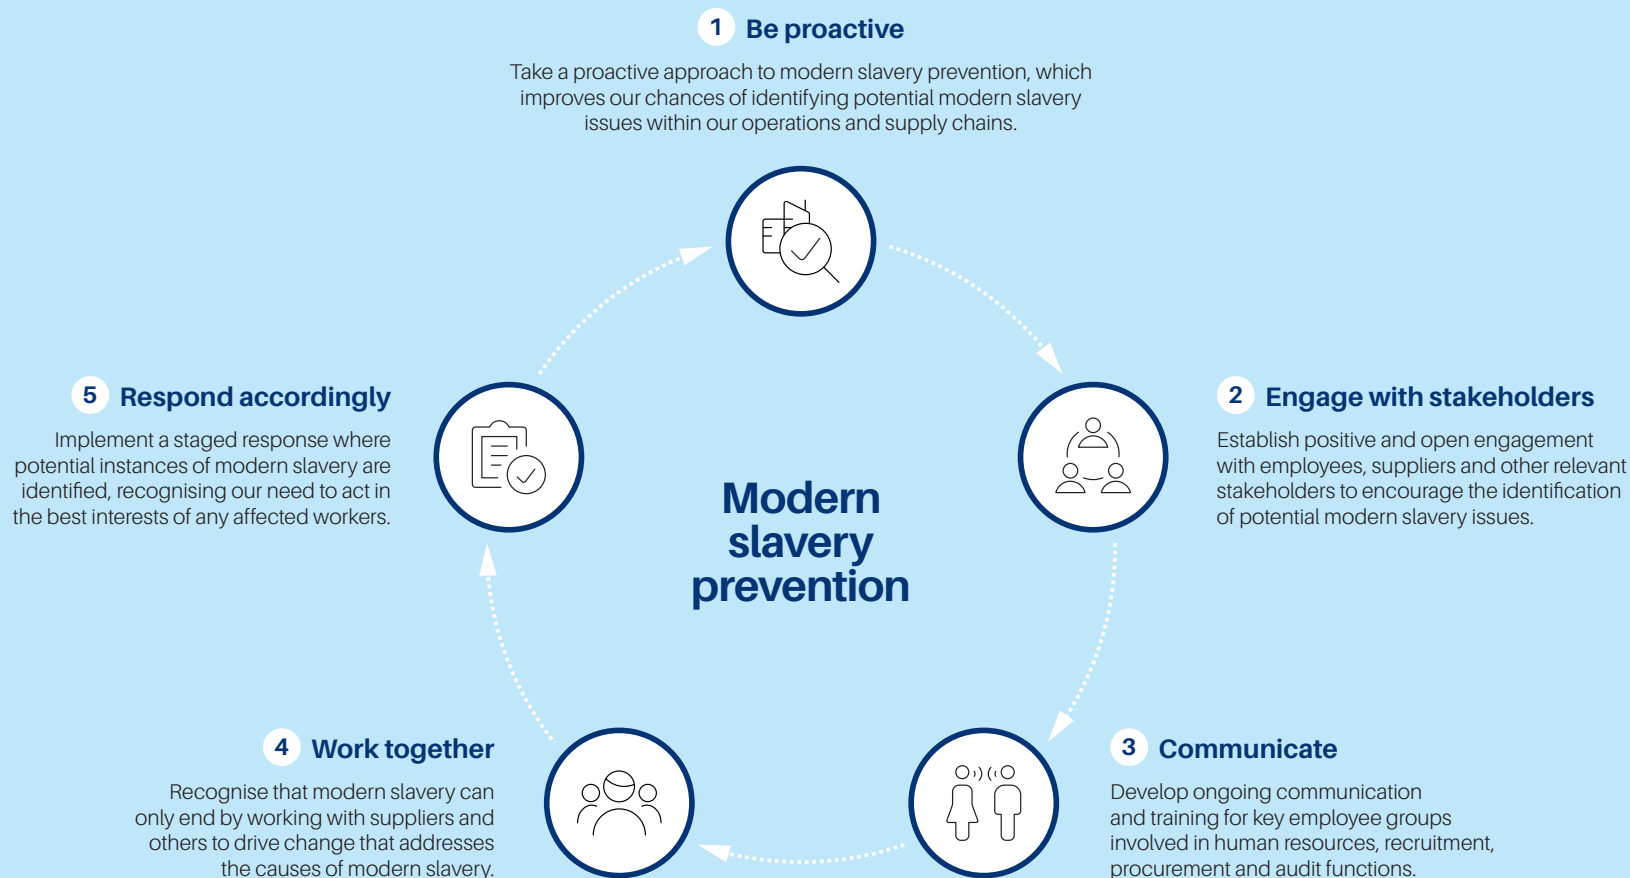 1 Be proactive
Take a proactive approach to modern slavery prevention, which
improves our chances of identifying potential modern slavery
issues within our operations and supply chains.
2 Engage with stakeholders
Establish positive and open engagement
with employees, suppliers and other relevant
stakeholders to encourage the identification
of potential modern slavery issues.
3 Communicate
Develop ongoing communication
and training for key employee groups
involved in human resources, recruitment,
procurement and audit functions.
4 Work together
Recognise that modern slavery can
only end by working with suppliers and
others to drive change that addresses
the causes of modern slavery.
5 Respond accordingly
Implement a staged response where
potential instances of modern slavery are
identified, recognising our need to act in
the best interests of any affected workers.
Modern
slavery
prevention